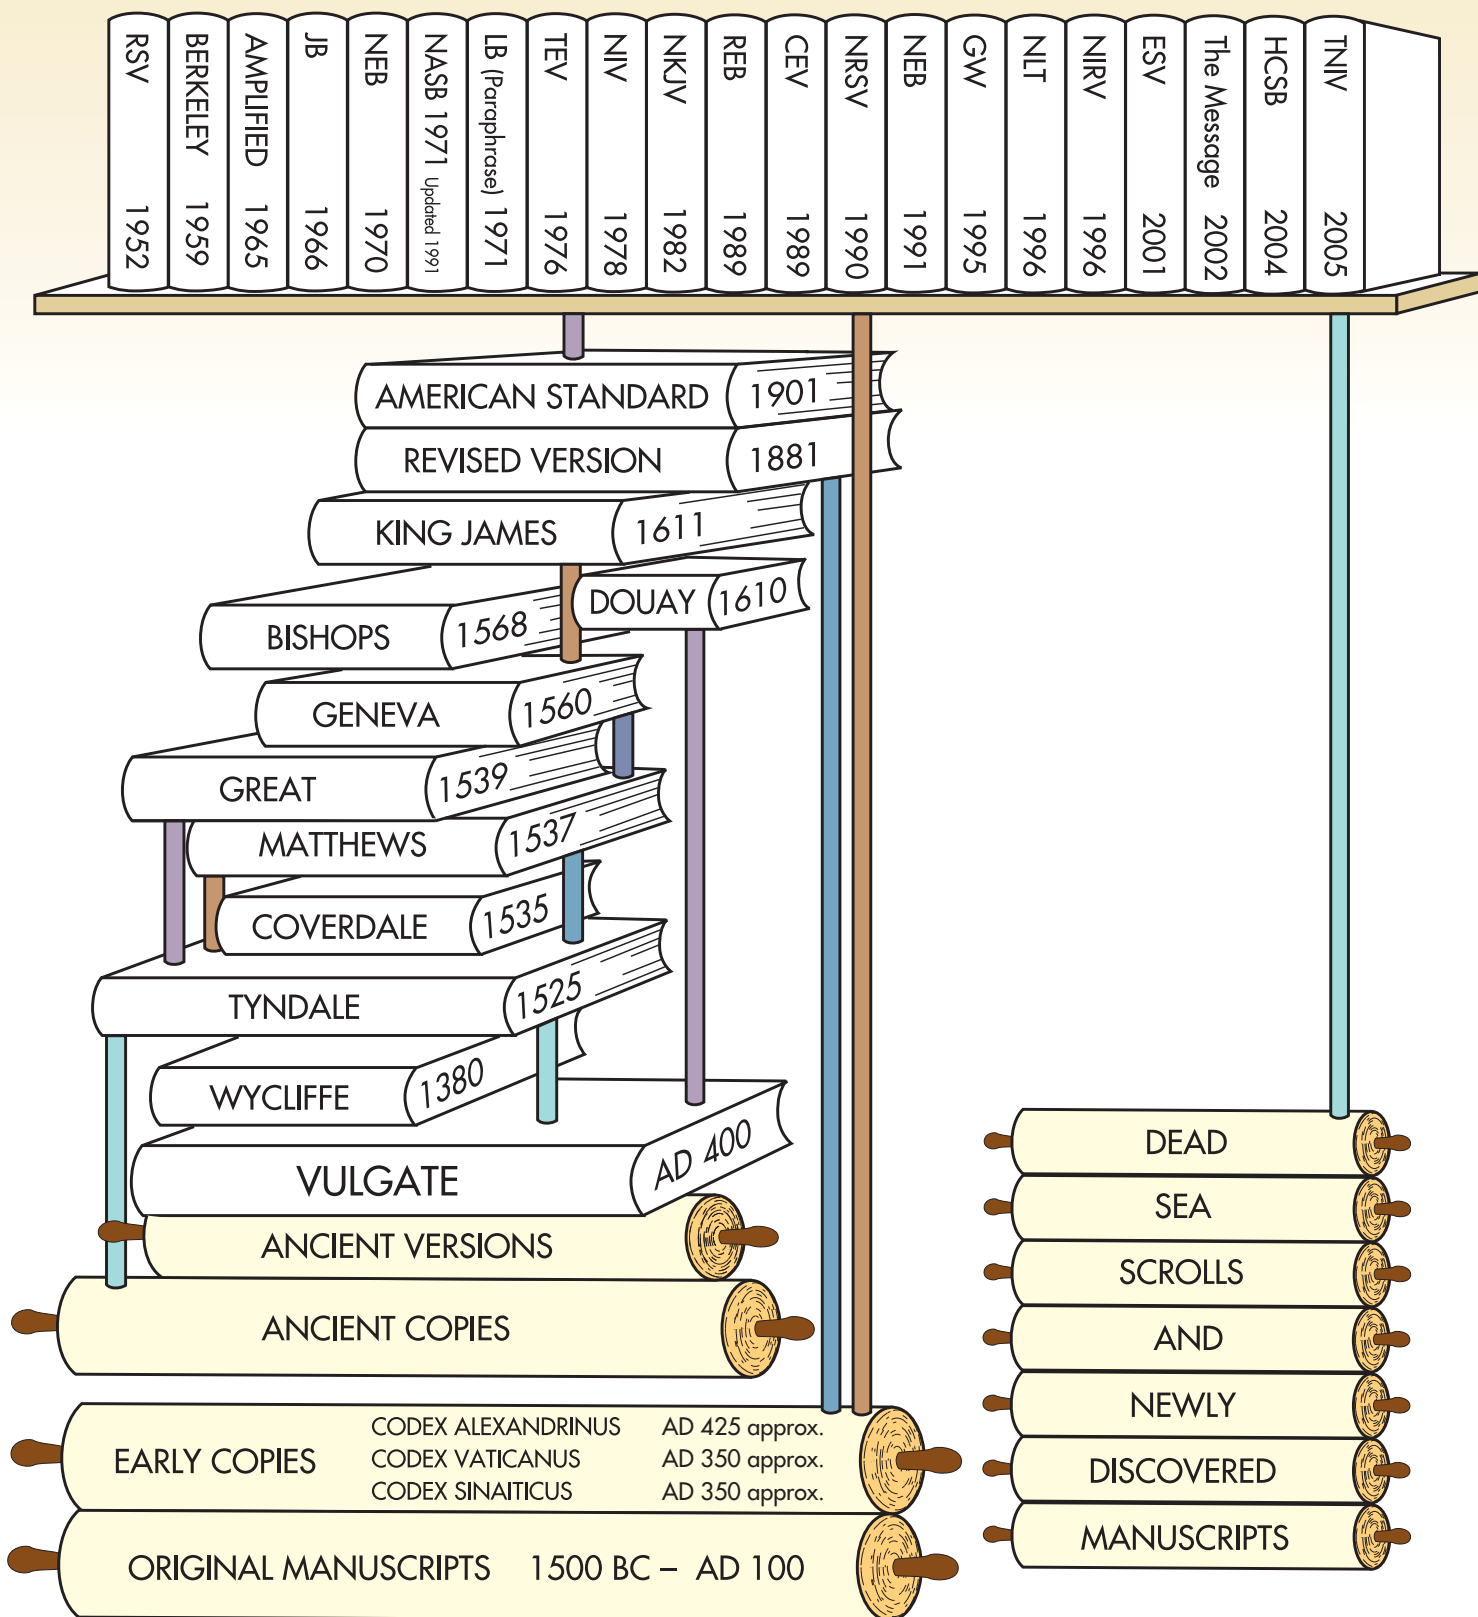 RSV 1952
BERKELEY 1959
AMPLIFIED 1965
JB 1966
NEB 1970
NASB 1971 Updated 1991
LB (Paraphrase) 1971
TEV 1976
NIV 1978
NKJV 1982
REB 1989
CEV 1989
NRSV 1990
NEB 1991
GW 1995
NLT 1996
NIRV 1996
ESV 2001
The Message 2002
HCSB 2004
TNIV 2005
AMERICAN STANDARD 1901
REVISED VERSION 1881
KING JAMES 1611
DOUAY 1610
BISHOPS 1568
GENEVA 1560
GREAT 1539
MATTHEWS 1537
COVERDALE 1535
TYNDALE 1525
WYCLIFFE 1380
VULGATE AD 400
ANCIENT VERSIONS
ANCIENT COPIES
EARLY COPIES
CODEX ALEXANDRINUS AD 425 approx.
CODEX VATICANUS AD 350 approx.
CODEX SINAITICUS AD 350 approx.
ORIGINAL MANUSCRIPTS 1500 BC – AD 100
DEAD
SEA
SCROLLS
AND
NEWLY
DISCOVERED
MANUSCRIPTS